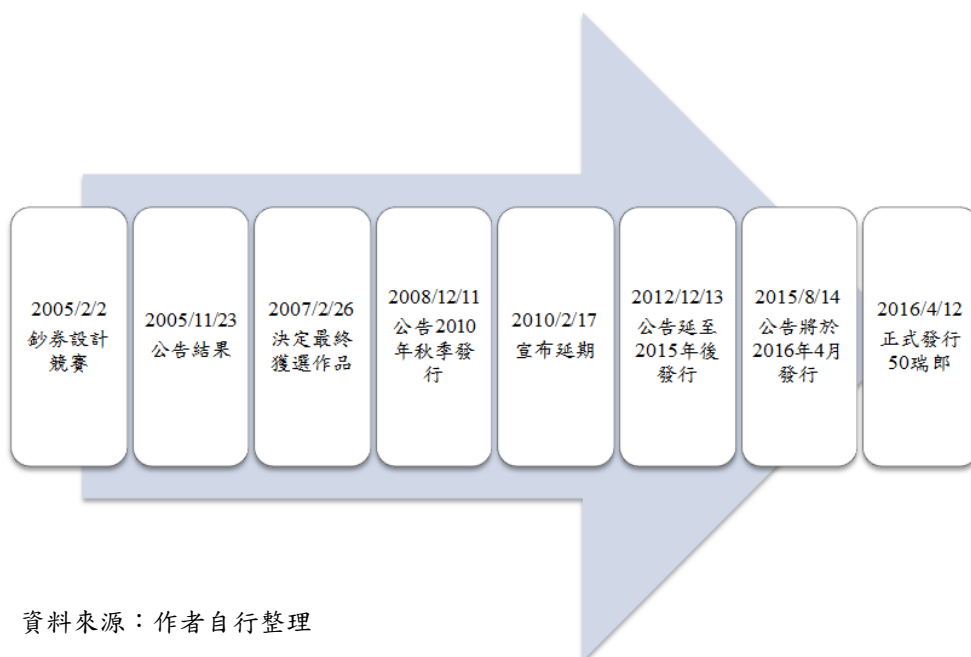 2005/2/2
鈔券設計
競賽
2005/11/23
公告結果
2007/2/26
決定最終
獲選作品
2008/12/11
公告2010
年秋季發
行
2010/2/17
宣布延期
2012/12/13
公告延至
2015年後
發行
2015/8/14
公告將於
2016年4月
發行
2016/4/12
正式發行
50瑞郎
資料來源：作者自行整理